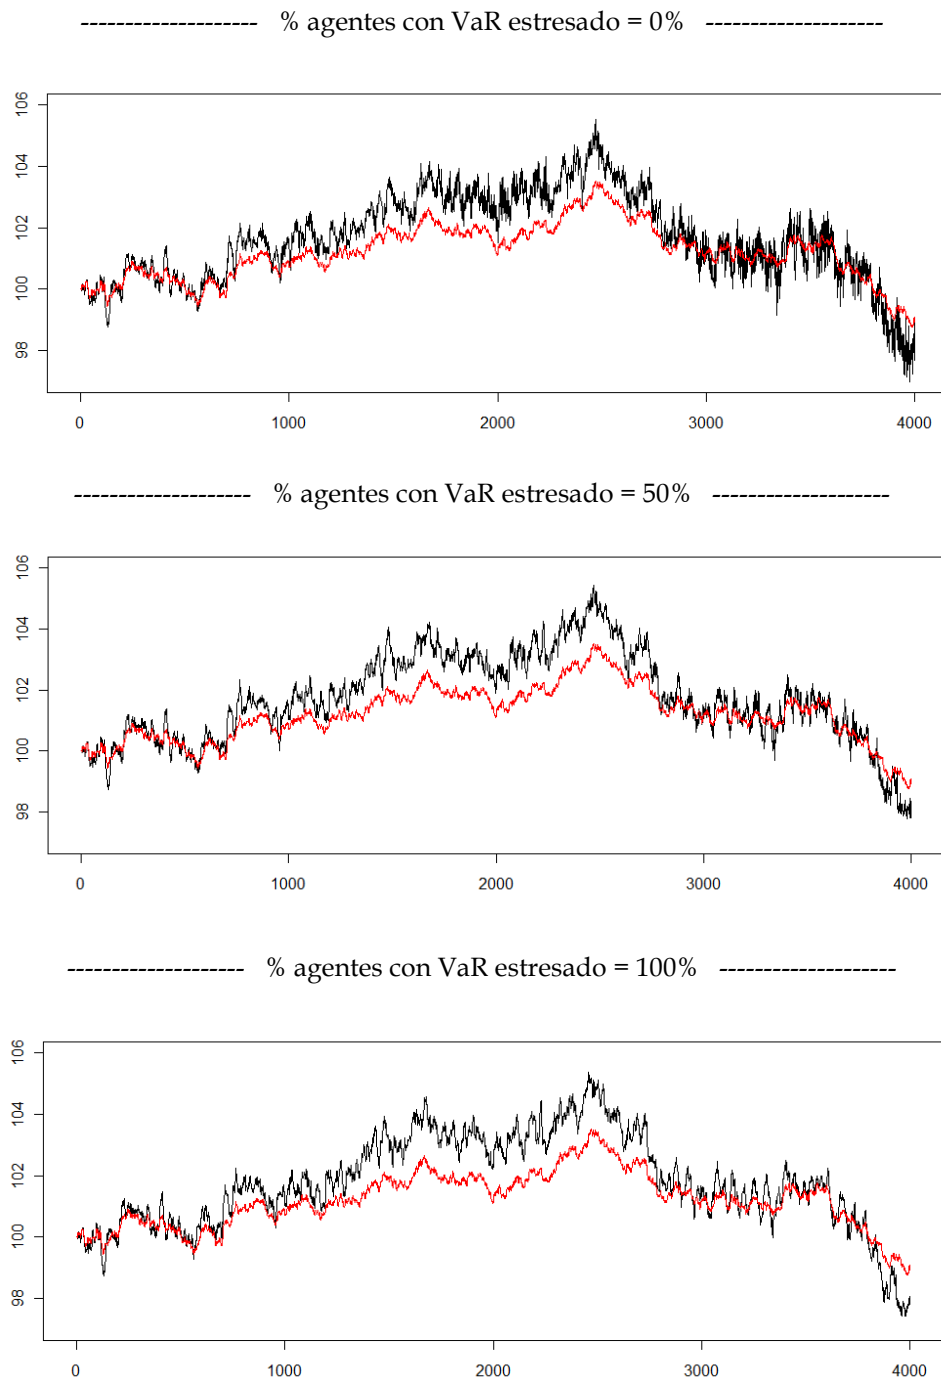 -------------------- % agentes con VaR estresado = 0% --------------------
106
104
102
100
98
0 1000 2000 3000 4000
-------------------- % agentes con VaR estresado = 50% --------------------
106
104
102
100
98
0 1000 2000 3000 4000
-------------------- % agentes con VaR estresado = 100% --------------------
106
104
102
100
98
0 1000 2000 3000 4000